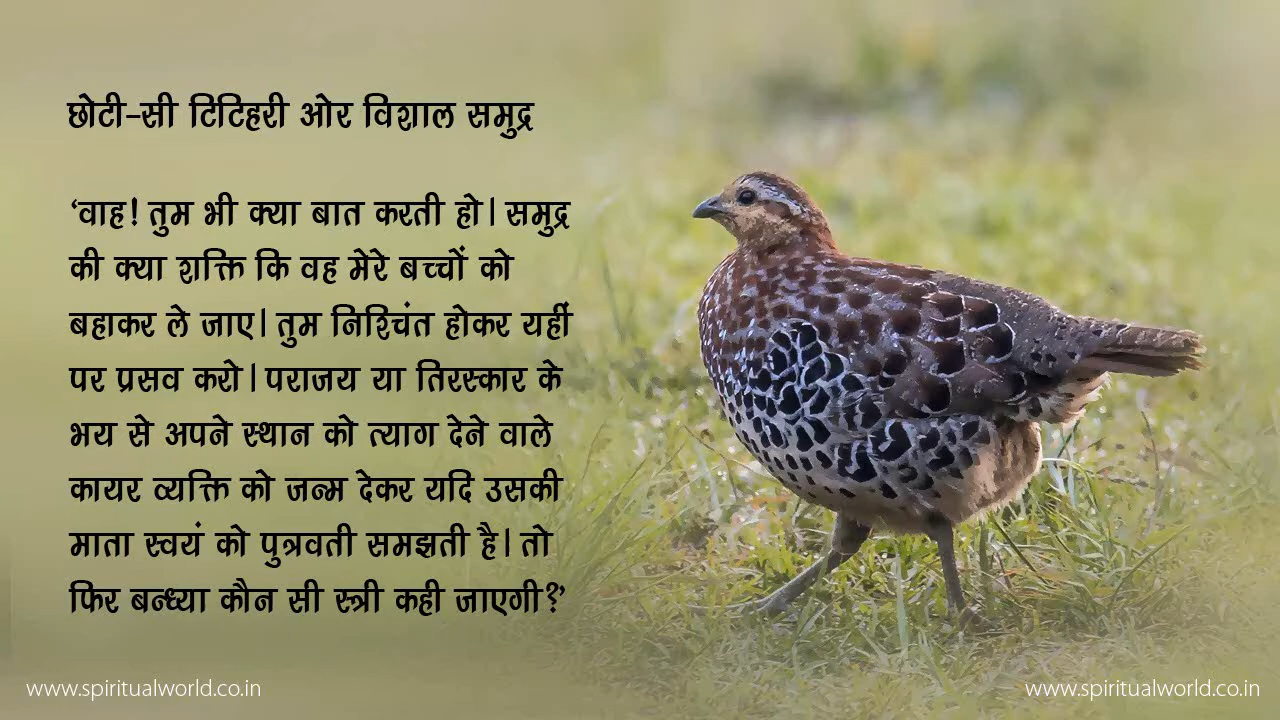 छोटी-सी टिटिहरी ओर विशाल समुद्र
‘वाह! तुम भी क्या बात करती हो। समुद्र
की क्या शक्ति कि वह मेरे बच्चों को
बहाकर ले जाए। तुम निश्चिंत होकर यहीं
पर प्रसव करो। पराजय या तिरस्कार के
भय से अपने स्थान को त्याग देने वाले
कायर व्यक्ति को जन्म देकर यदि उसकी
माता स्वयं को पुत्रवती समझती है। तो
फिर बन्ध्या कौन सी स्त्री कही जाएगी?’
www.spiritualworld.co.in
www.spiritualworld.co.in